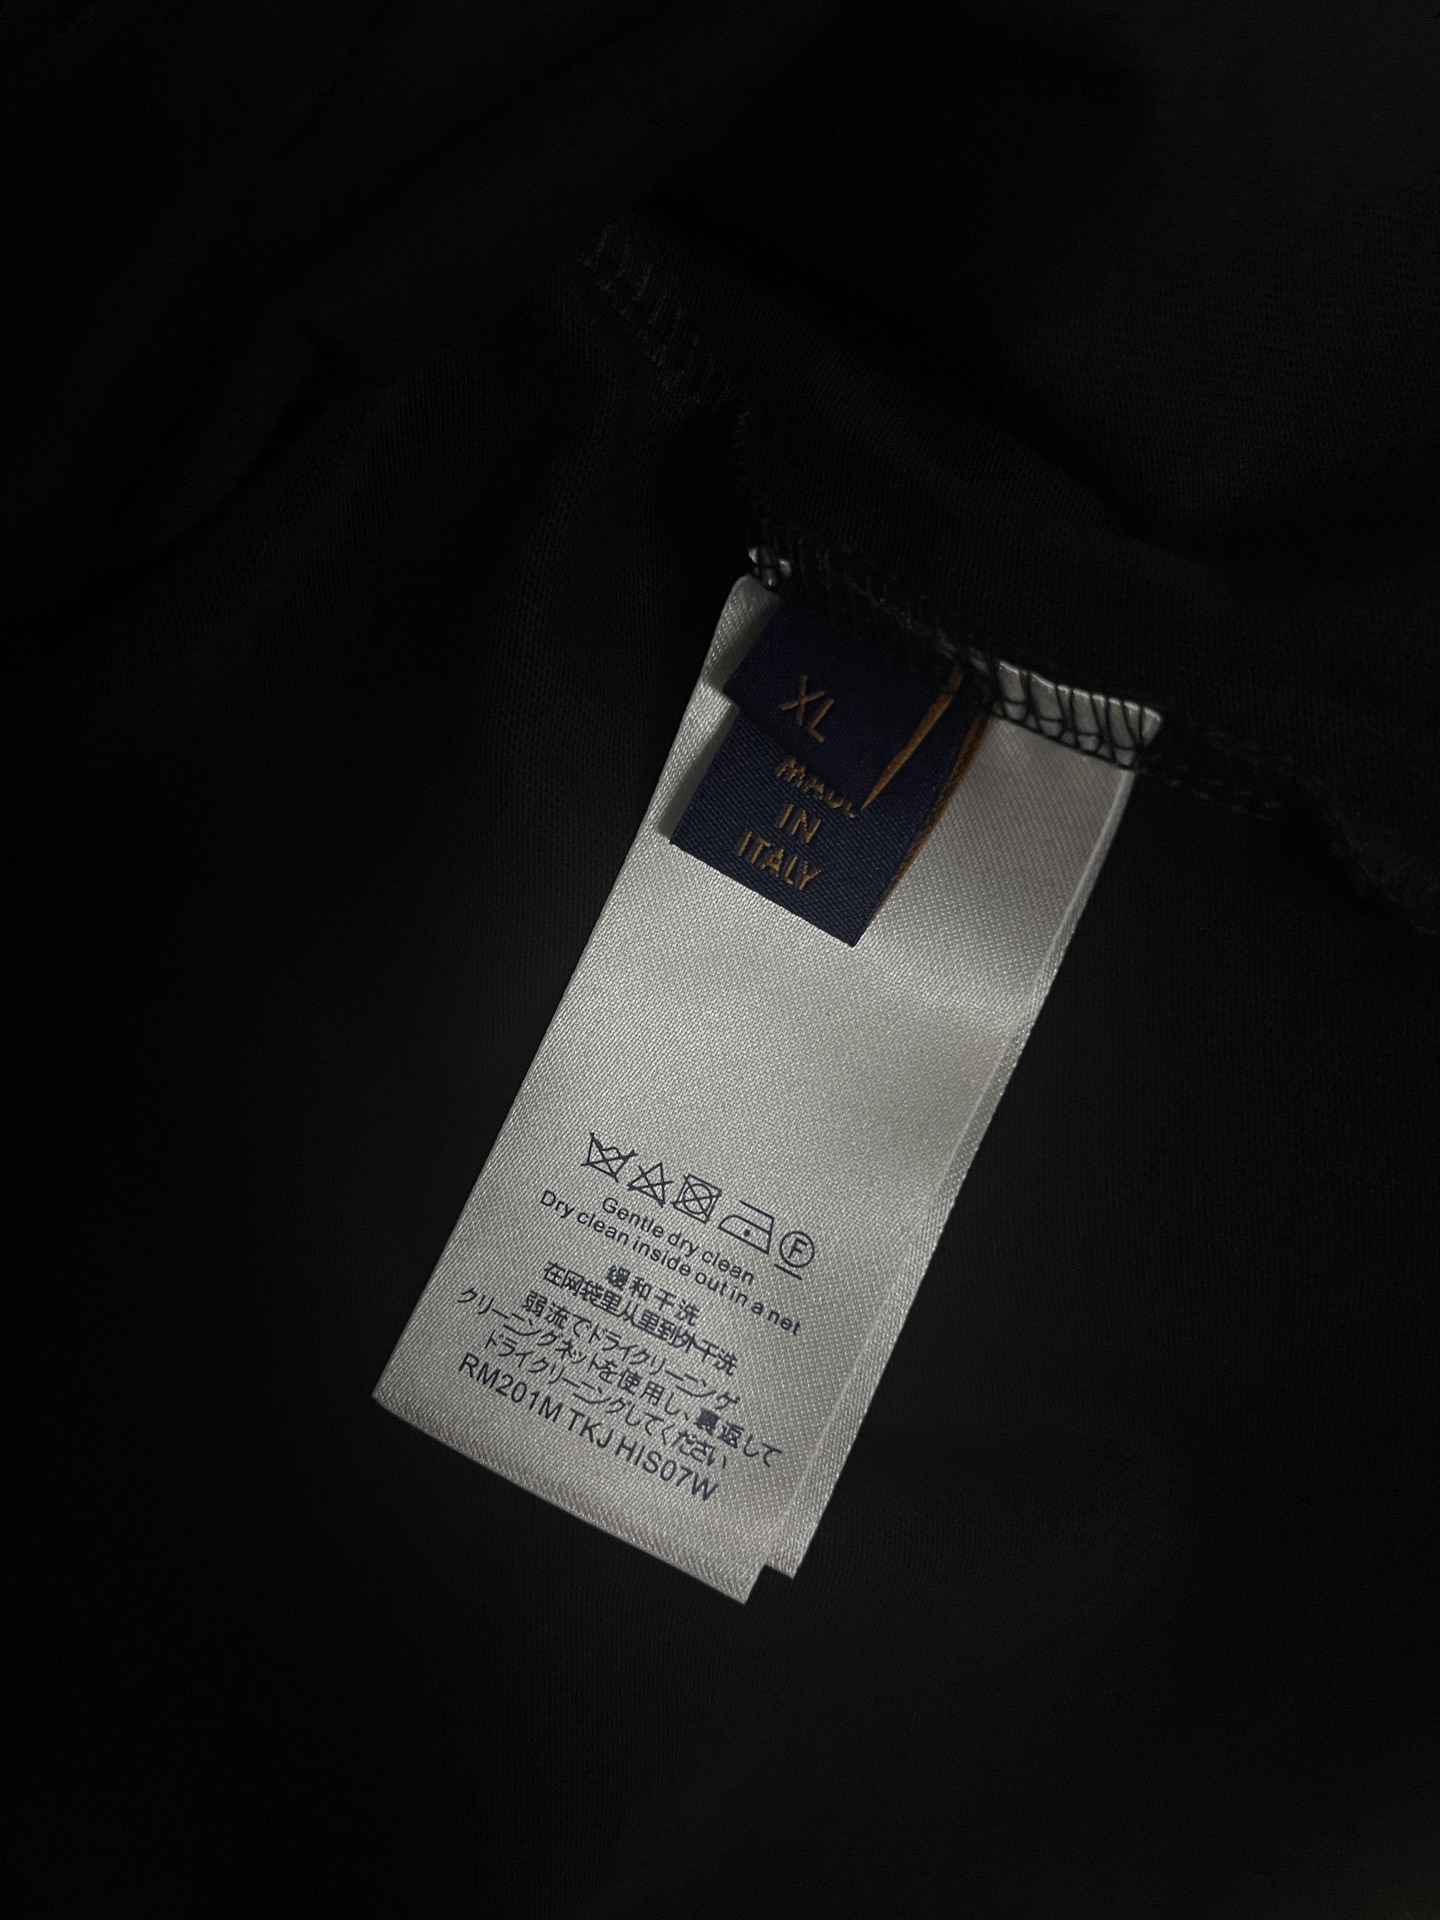 XL
MADE
IN
ITALY
F
Gentle dry clean
Dry clean inside out in a net
缓和干洗
在网袋里从里到外干洗
弱流でドライクリーニング
クリーニングネットを使用し、裏返して
ドライクリーニングしてください
RM201M TKJ HIS07W